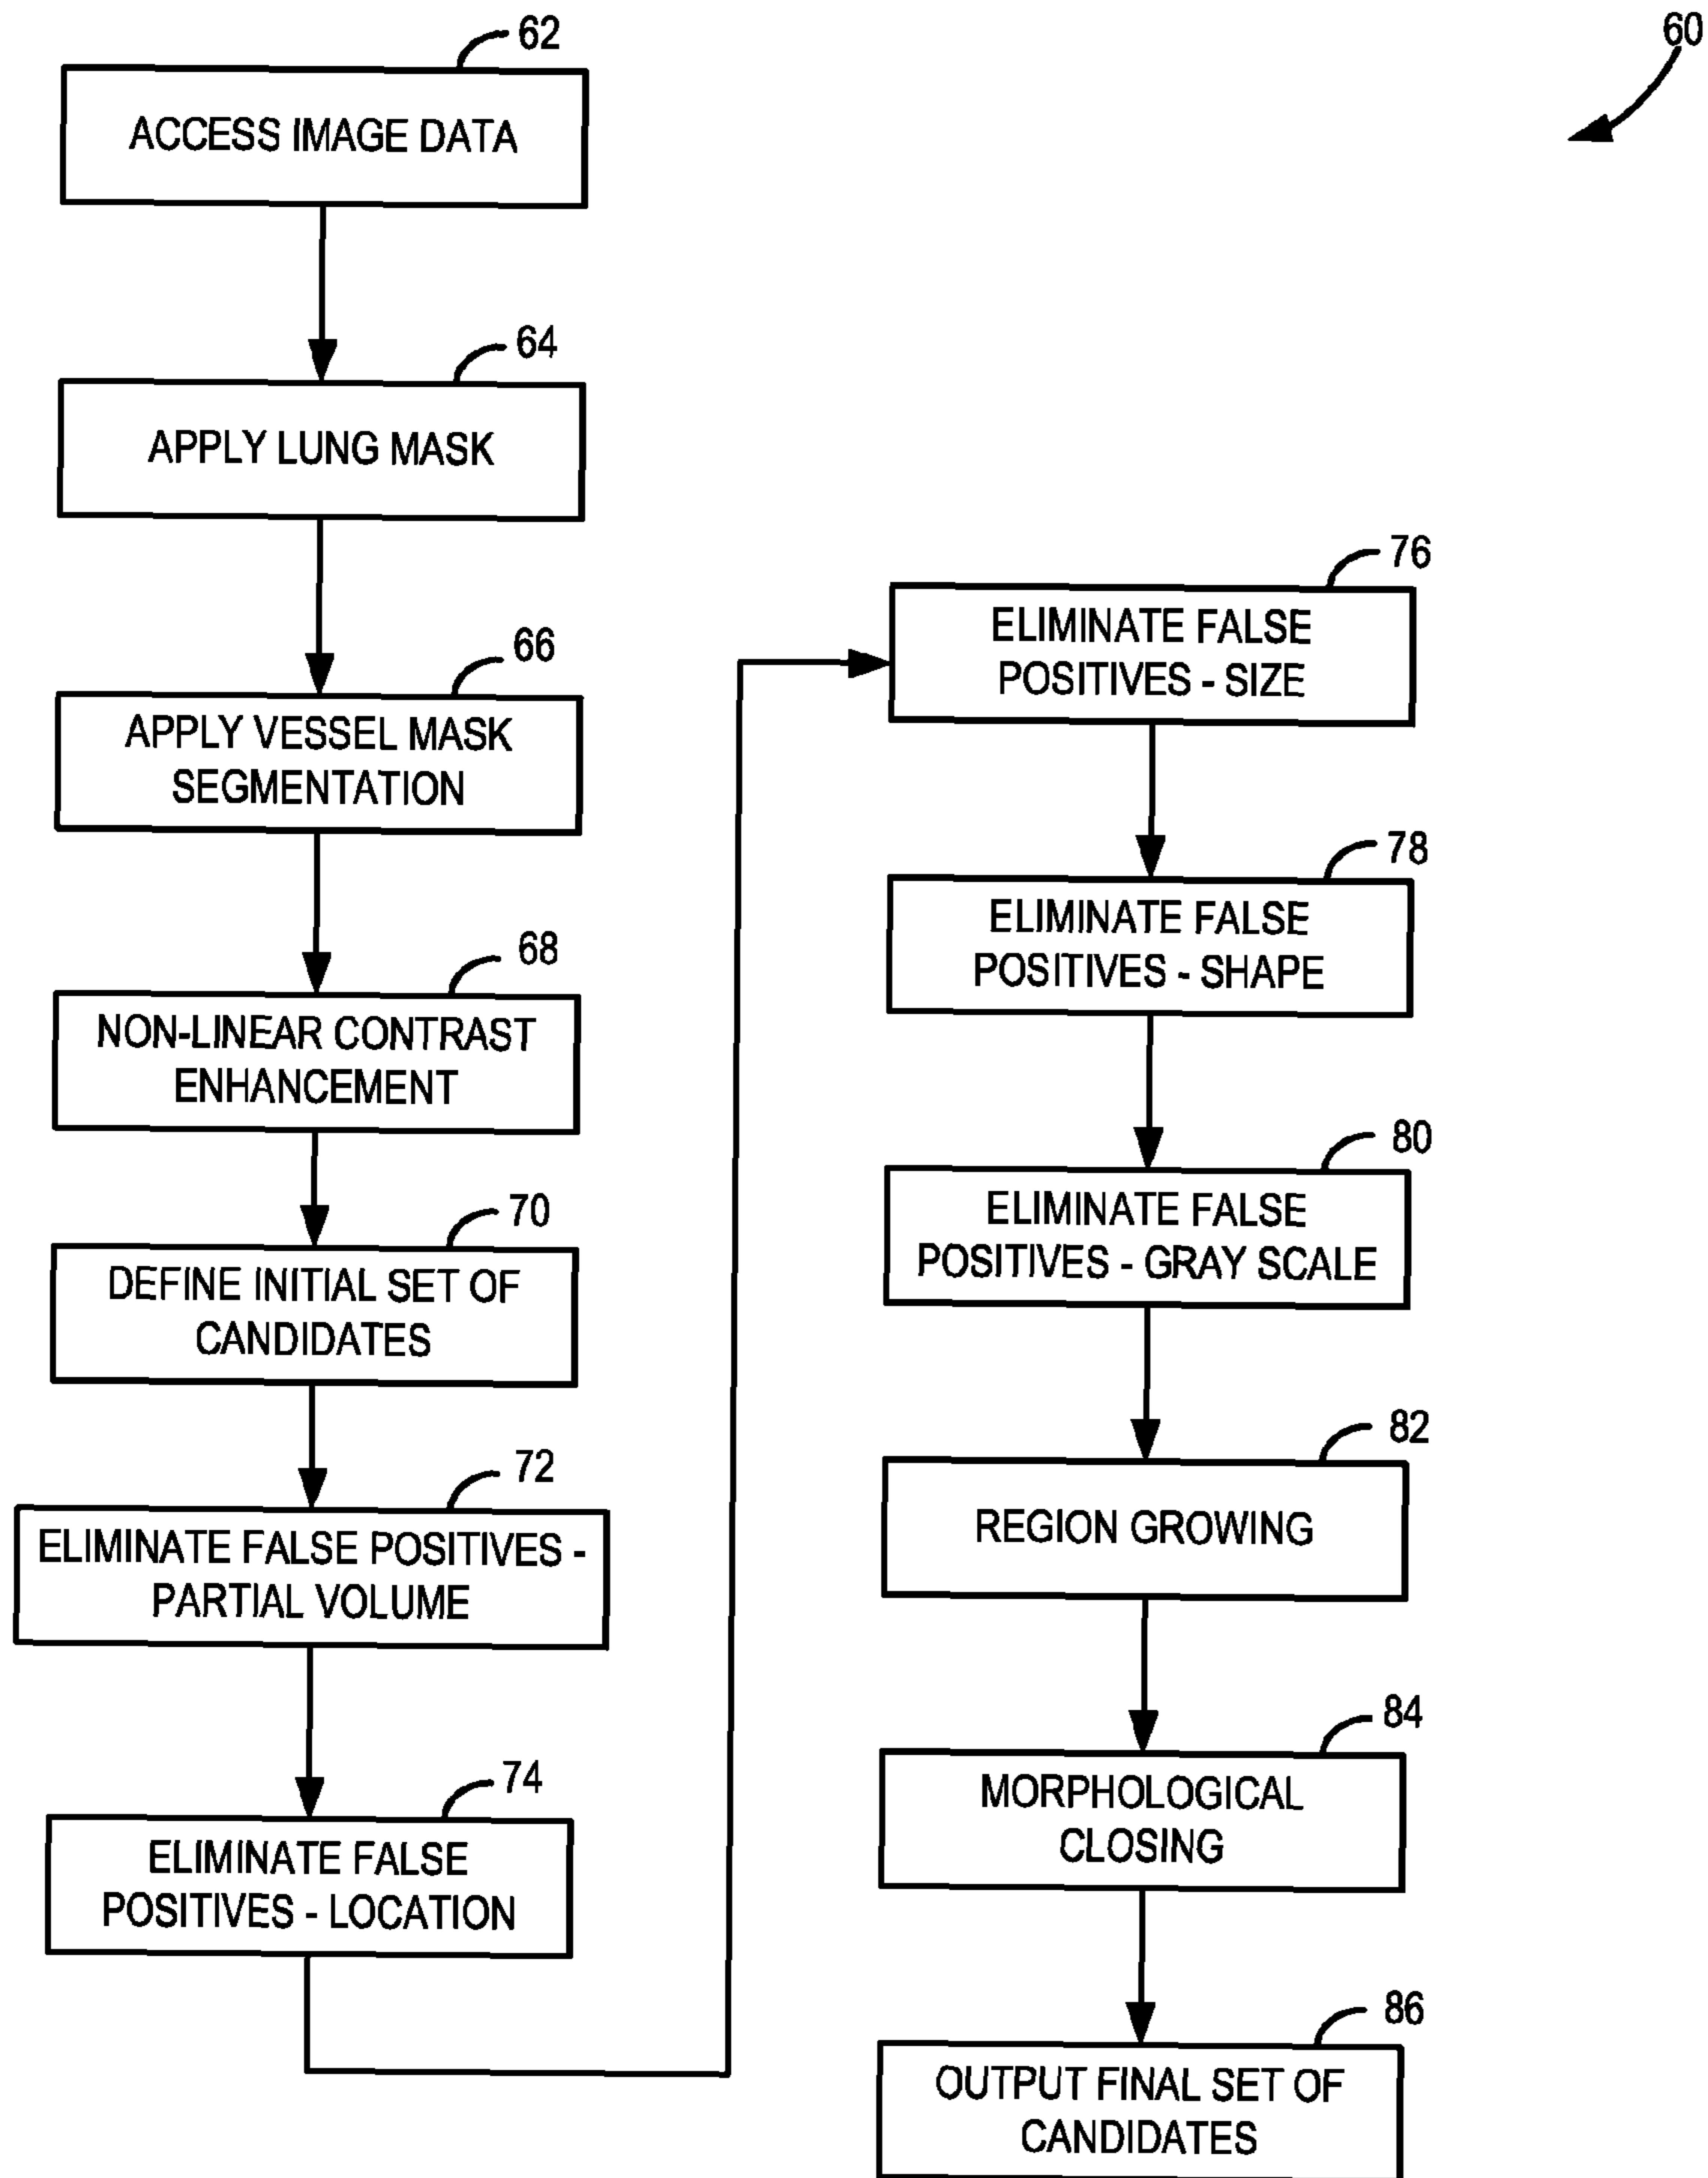 60
62
ACCESS IMAGE DATA
64
APPLY LUNG MASK
66
APPLY VESSEL MASK
SEGMENTATION
68
NON-LINEAR CONTRAST
ENHANCEMENT
70
DEFINE INITIAL SET OF
CANDIDATES
72
ELIMINATE FALSE POSITIVES -
PARTIAL VOLUME
74
ELIMINATE FALSE
POSITIVES - LOCATION
76
ELIMINATE FALSE
POSITIVES - SIZE
78
ELIMINATE FALSE
POSITIVES - SHAPE
80
ELIMINATE FALSE
POSITIVES - GRAY SCALE
82
REGION GROWING
84
MORPHOLOGICAL
CLOSING
86
OUTPUT FINAL SET OF
CANDIDATES